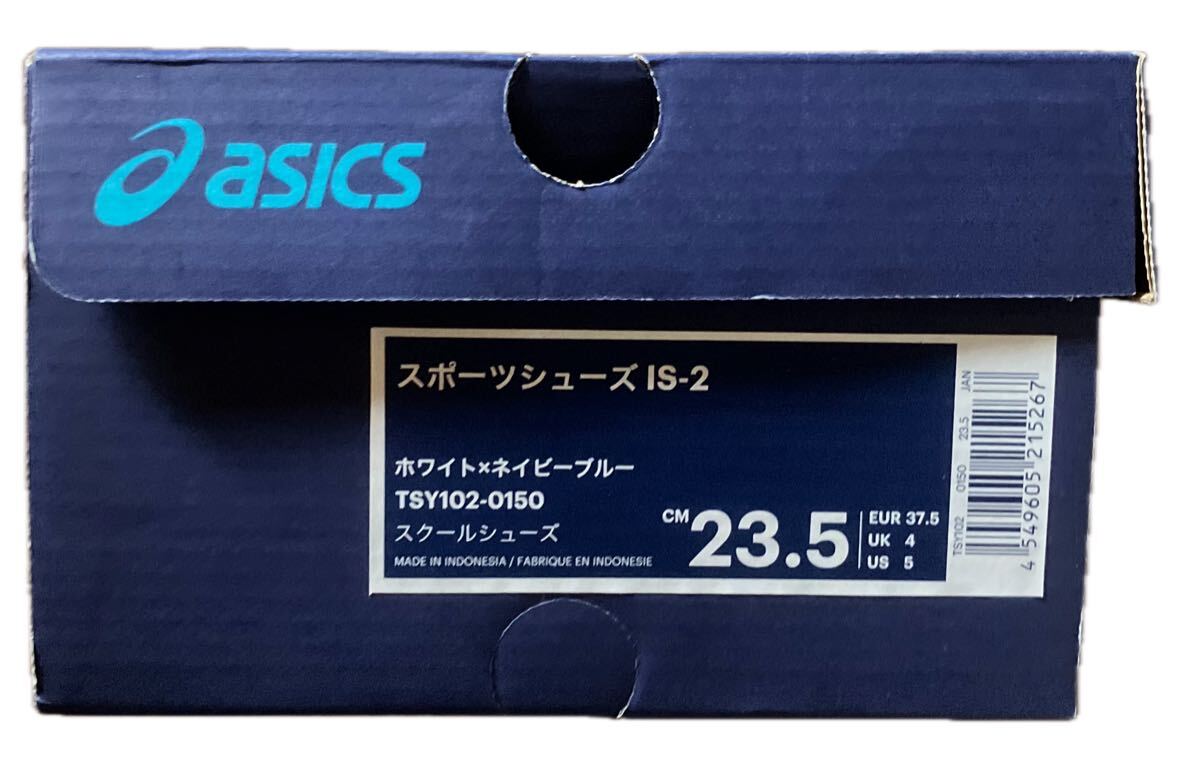 asics
スポーツシューズ IS-2
ホワイト×ネイビーブルー
TSY102-0150
スクールシューズ
MADE IN INDONESIA / FABRIQUE EN INDONESIE
CM 23.5
EUR 37.5
UK 4
US 5
TSY102 0150 23.5 JAN
4 549605 215267